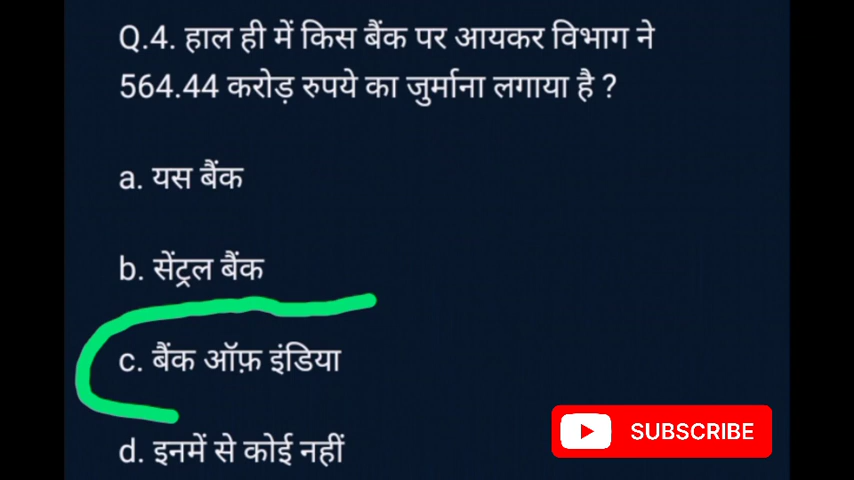 Q.4. हाल ही में किस बैंक पर आयकर विभाग ने
564.44 करोड़ रुपये का जुर्माना लगाया है ?
a. यस बैंक
b. सेंट्रल बैंक
c. बैंक ऑफ़ इंडिया
d. इनमें से कोई नहीं
SUBSCRIBE